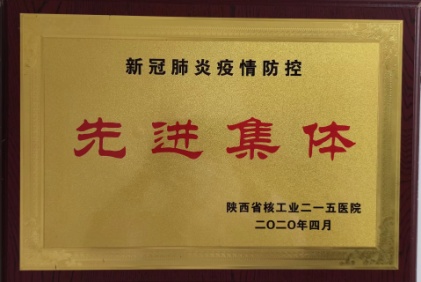 新冠肺炎疫情防控
先进集体
陕西省核工业二一五医院
二〇二〇年四月